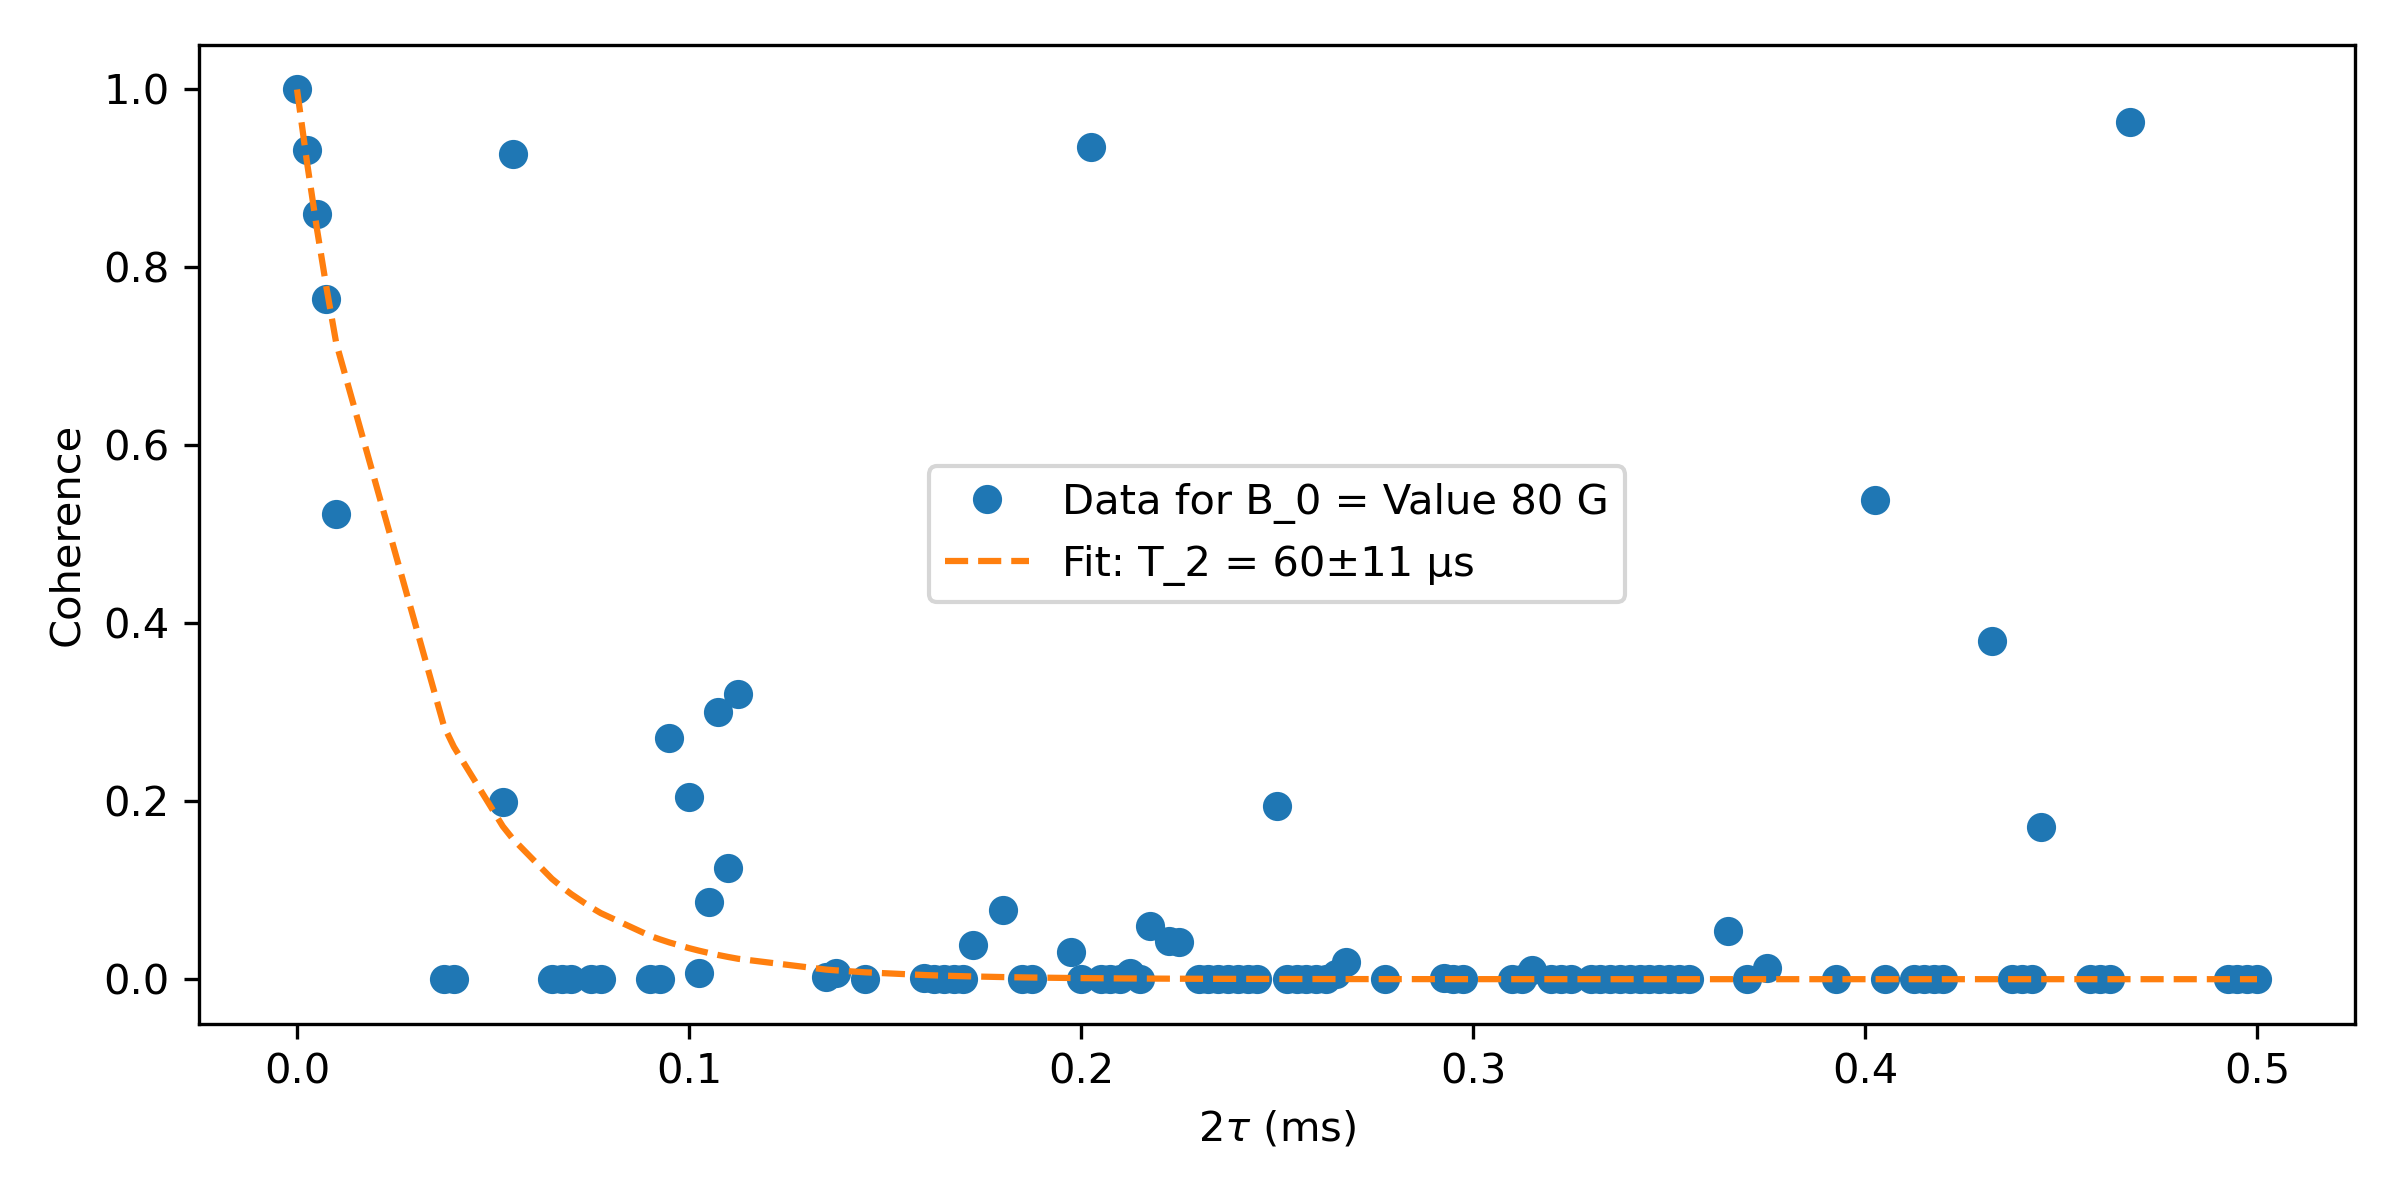 1.0
0.8
0.6
0.4
0.2
0.0
Coherence
Data for B_0 = Value 80 G
Fit: T_2 = 60±11 μs
0.0 0.1 0.2 0.3 0.4 0.5
2τ (ms)